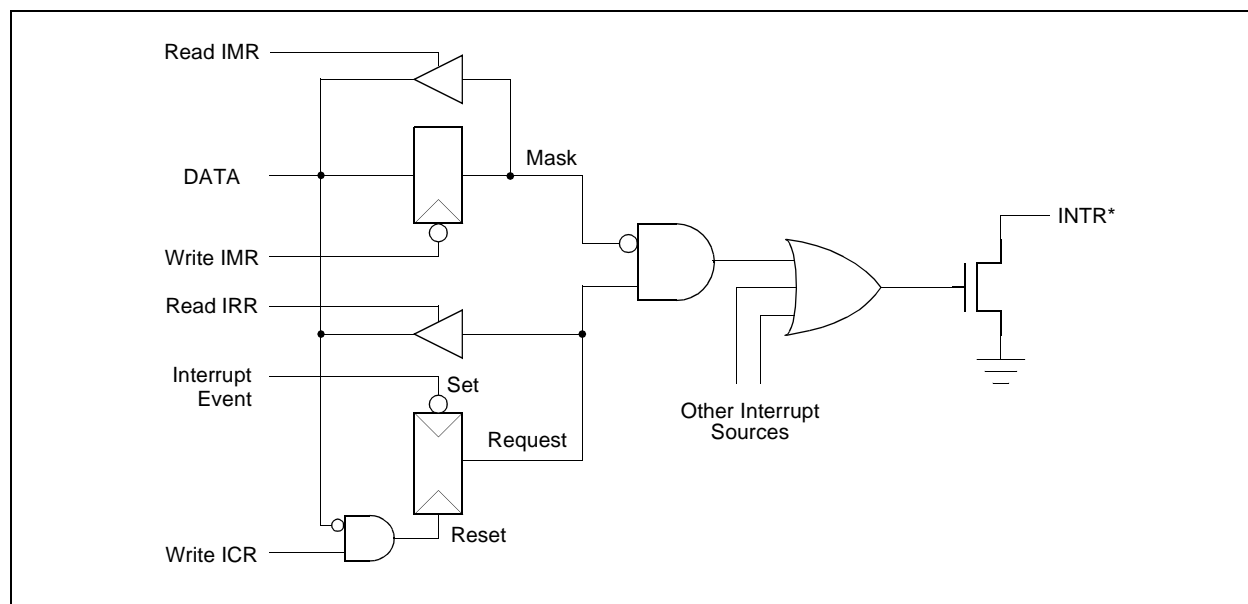 Read IMR
DATA
Mask
INTR*
Write IMR
Read IRR
Interrupt
Event
Set
Other Interrupt
Sources
Request
Reset
Write ICR